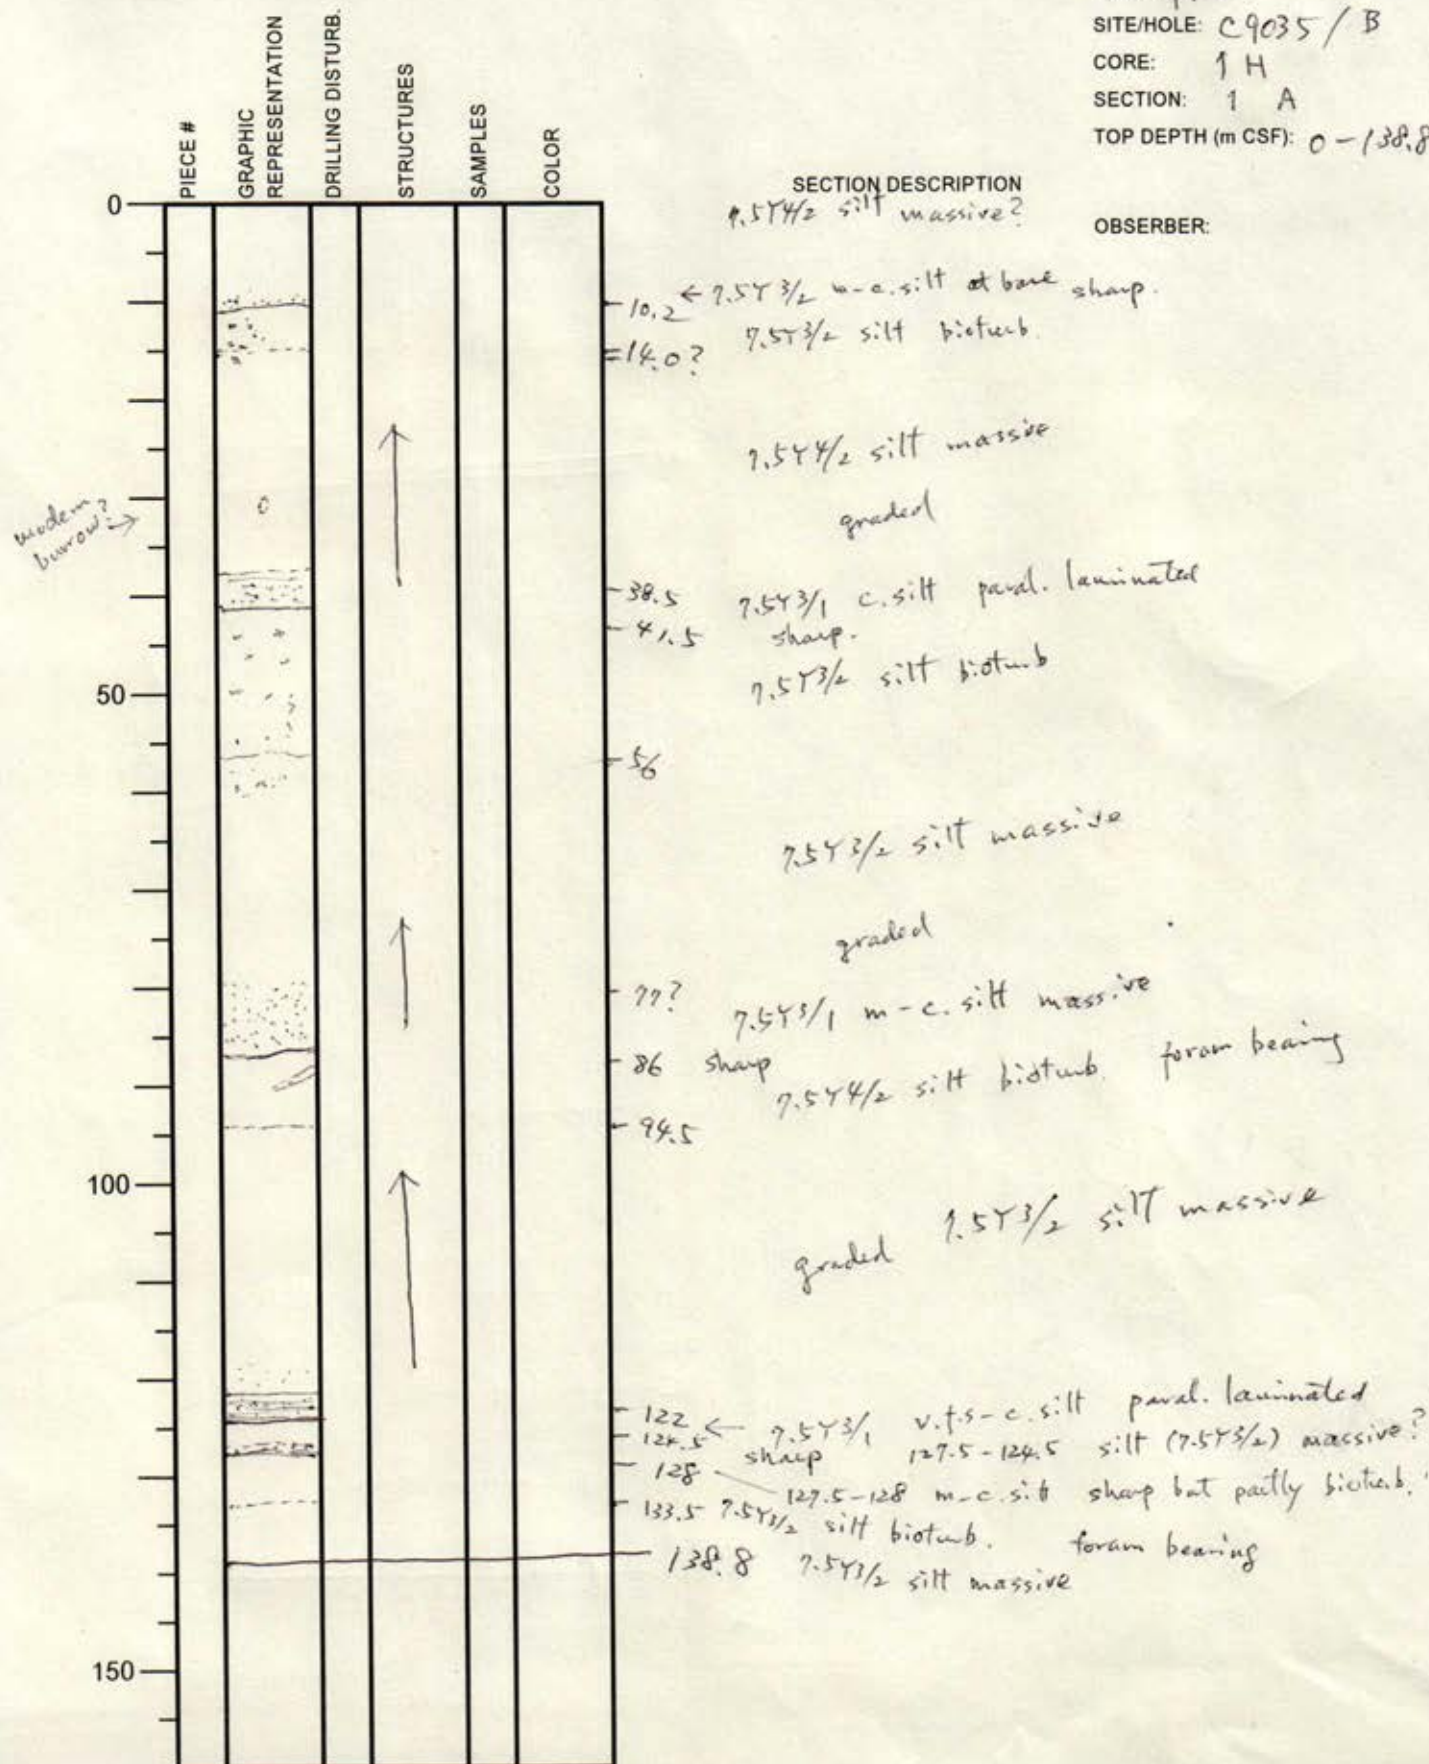 SITE/HOLE: C9035 / B
CORE: 1 H
SECTION: 1 A
TOP DEPTH (m CSF): 0-138.8
OBSERBER:
PIECE #
GRAPHIC
REPRESENTATION
DRILLING DISTURB.
STRUCTURES
SAMPLES
COLOR
SECTION DESCRIPTION
0
7.5Y4/2 silt massive?
10.2 ← 7.5Y3/2 m-c.silt at base sharp.
7.5Y3/2 silt bioturb.
14.0?
7.5Y4/2 silt massive
modern? burrow? →
graded
38.5 7.5Y3/1 c.silt paral. laminated
41.5 sharp.
7.5Y3/2 silt bioturb
50
56
7.5Y3/2 silt massive
graded
77? 7.5Y3/1 m-c. silt massive
86 sharp
7.5Y4/2 silt bioturb. foram bearing
94.5
100
graded 7.5Y3/2 silt massive
122 ← 7.5Y3/1 v.f.s-c.silt paral. laminated
124.5 sharp 127.5-124.5 silt (7.5Y3/2) massive?
128 127.5-128 m-c.silt sharp but partly bioturb.
133.5 7.5Y3/2 silt bioturb. foram bearing
138.8 7.5Y3/2 silt massive
150